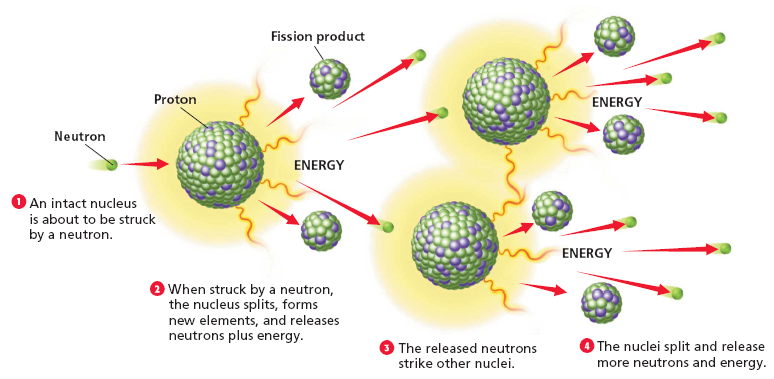 Fission product
Proton
Neutron
ENERGY
ENERGY
ENERGY
1 An intact nucleus
is about to be struck
by a neutron.
2 When struck by a neutron,
the nucleus splits, forms
new elements, and releases
neutrons plus energy.
3 The released neutrons
strike other nuclei.
4 The nuclei split and release
more neutrons and energy.